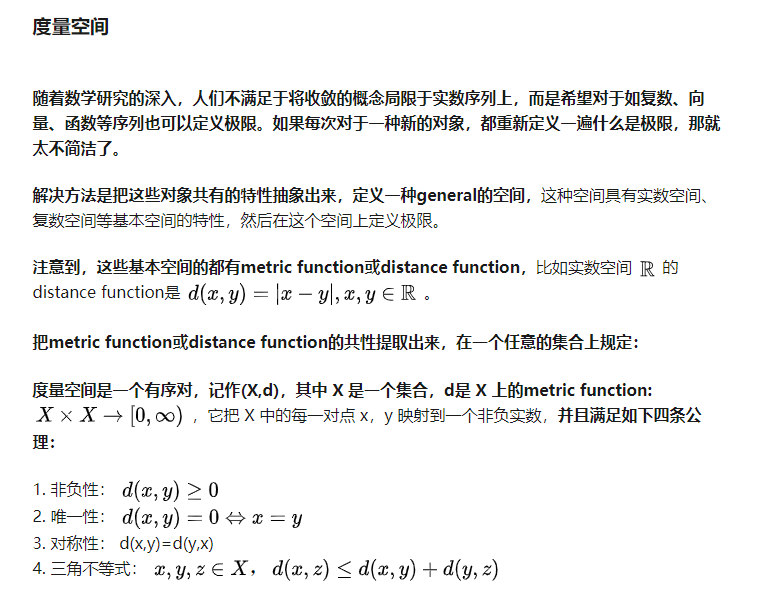 度量空间
随着数学研究的深入，人们不满足于将收敛的概念局限于实数序列上，而是希望对于如复数、向
量、函数等序列也可以定义极限。如果每次对于一种新的对象，都重新定义一遍什么是极限，那就
太不简洁了。
解决方法是把这些对象共有的特性抽象出来，定义一种general的空间，这种空间具有实数空间、
复数空间等基本空间的特性，然后在这个空间上定义极限。
注意到，这些基本空间的都有metric function或distance function，比如实数空间 ℝ 的
distance function是 d(x, y) = |x − y|, x, y ∈ ℝ 。
把metric function或distance function的共性提取出来，在一个任意的集合上规定：
度量空间是一个有序对，记作(X,d)，其中 X 是一个集合，d是 X 上的metric function:
X × X → [0, ∞) ，它把 X 中的每一对点 x，y 映射到一个非负实数，并且满足如下四条公
理：
1. 非负性： d(x, y) ≥ 0
2. 唯一性： d(x, y) = 0 ⇔ x = y
3. 对称性： d(x,y)=d(y,x)
4. 三角不等式： x, y, z ∈ X， d(x, z) ≤ d(x, y) + d(y, z)